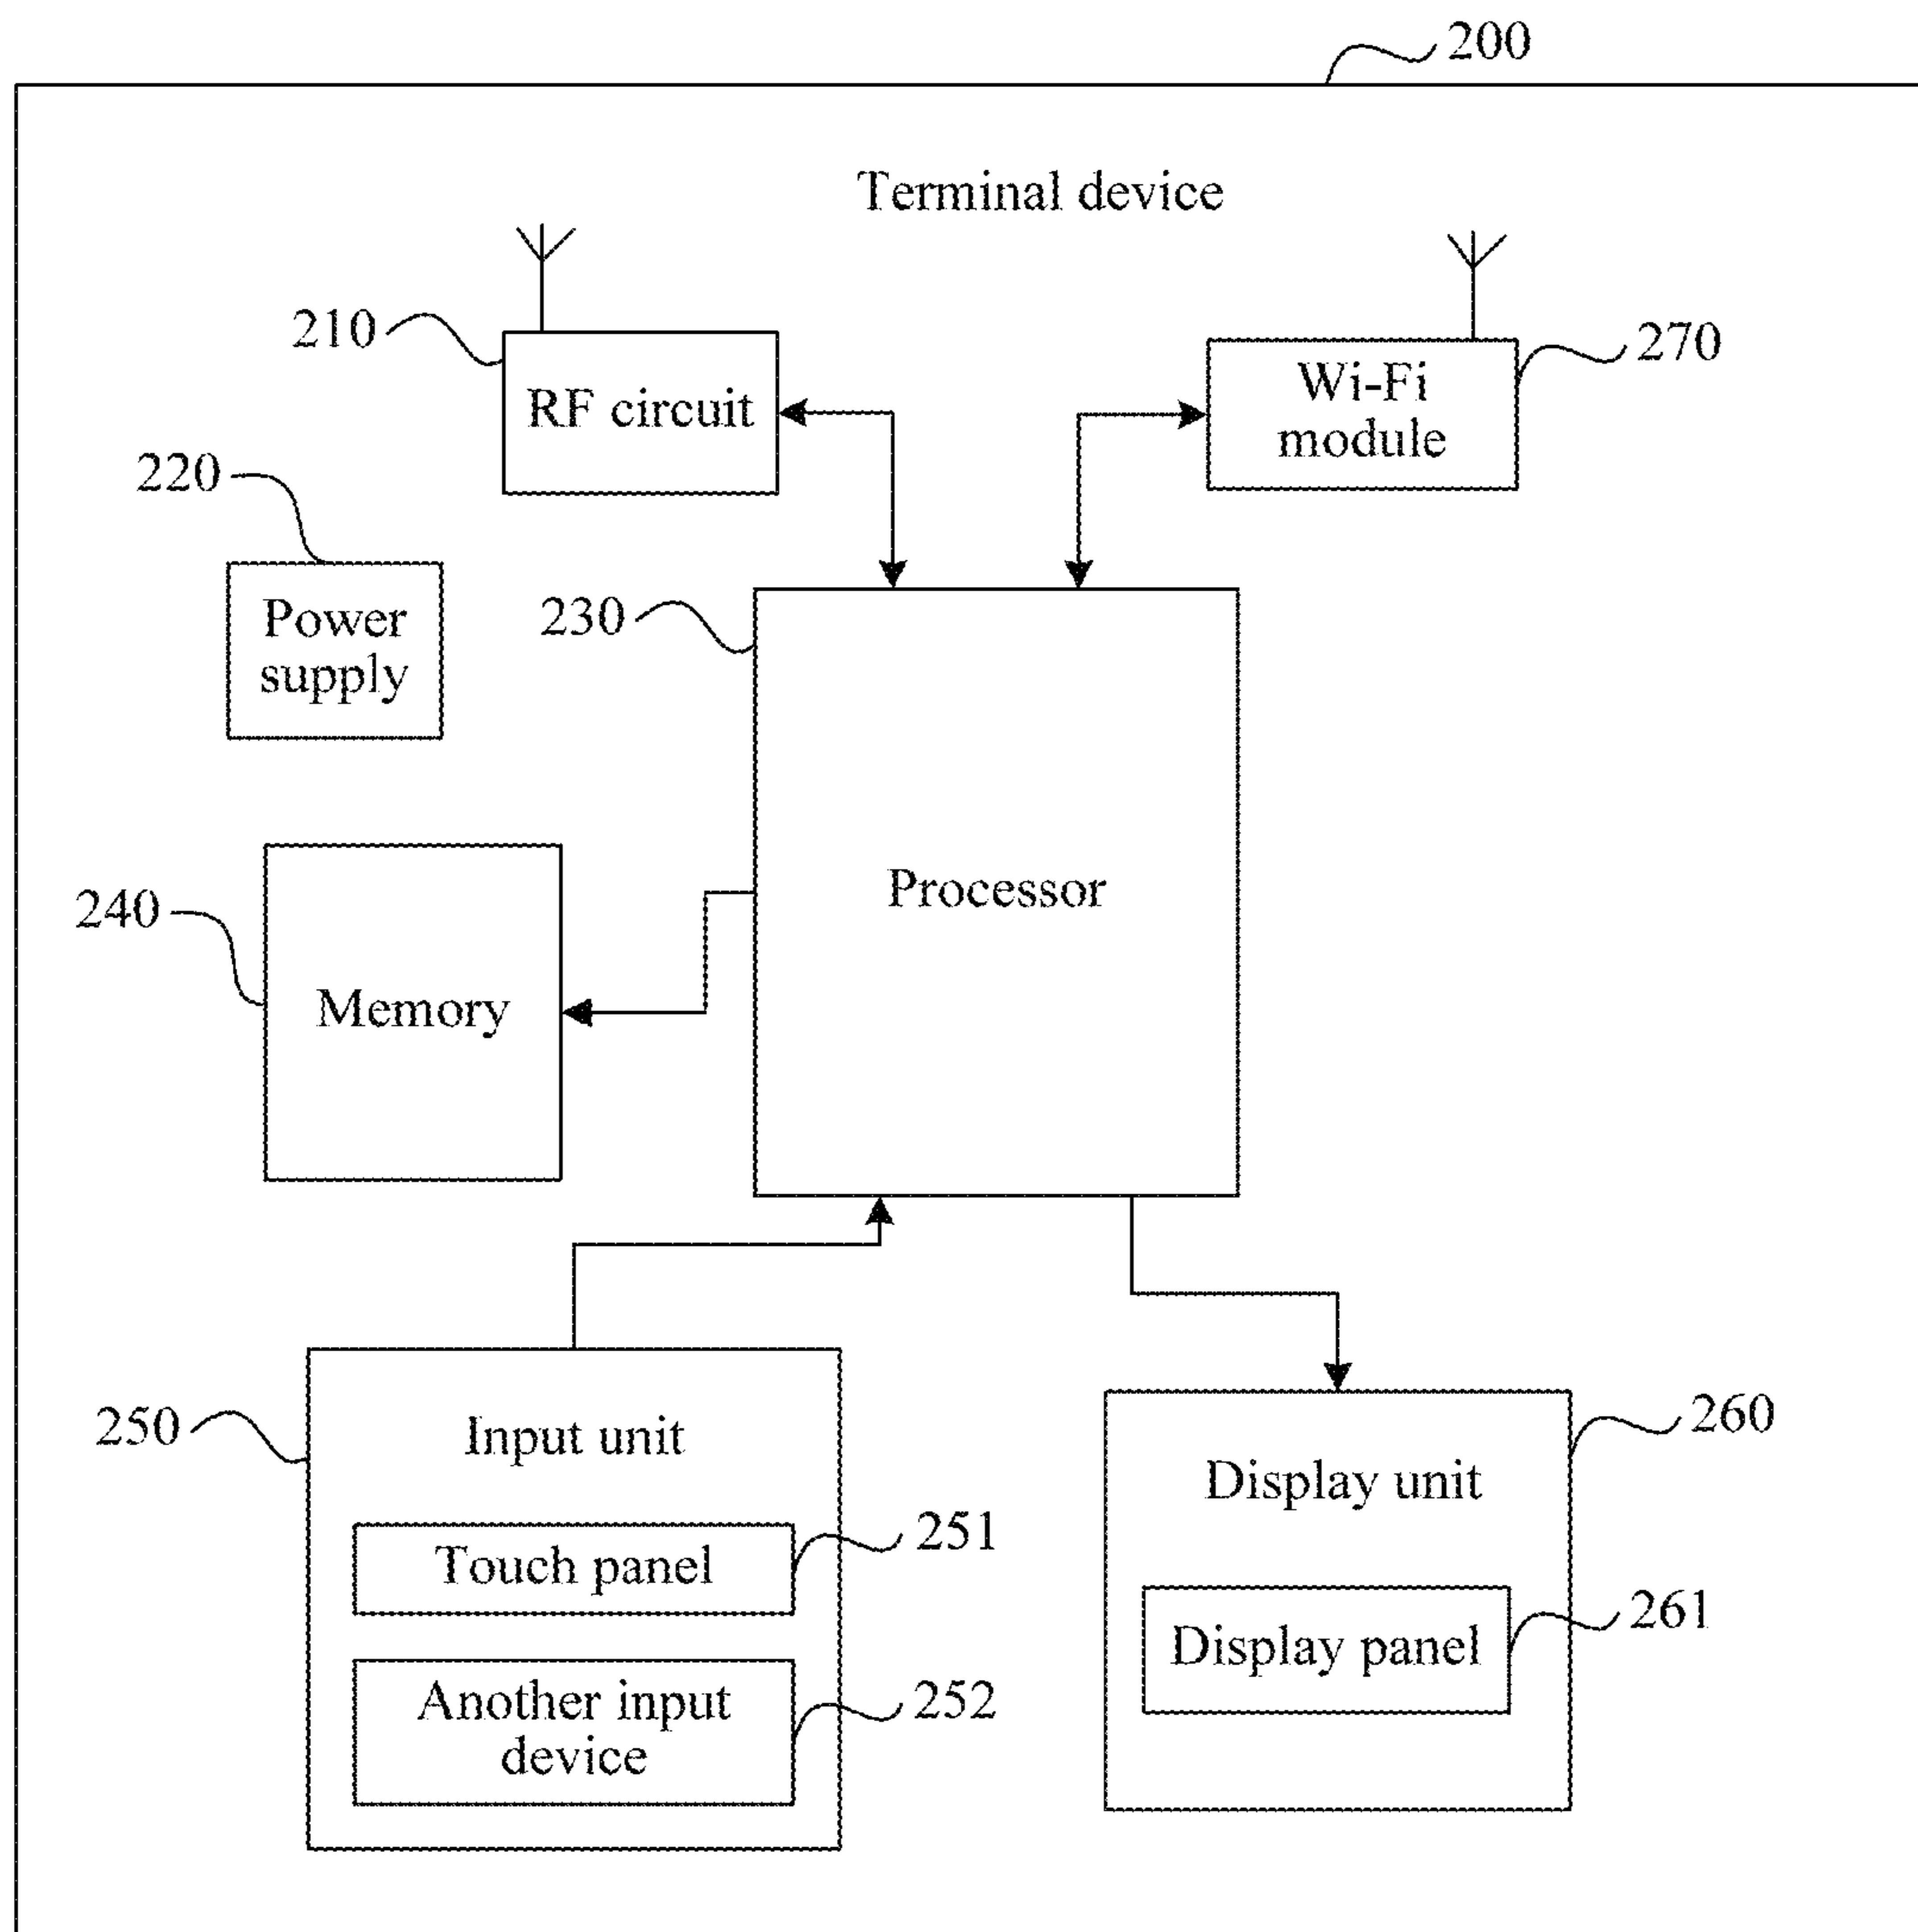 200
Terminal device
210
RF circuit
Wi-Fi
module
270
220
Power
supply
230
Processor
240
Memory
250
Input unit
251
Touch panel
252
Another input
device
260
Display unit
261
Display panel